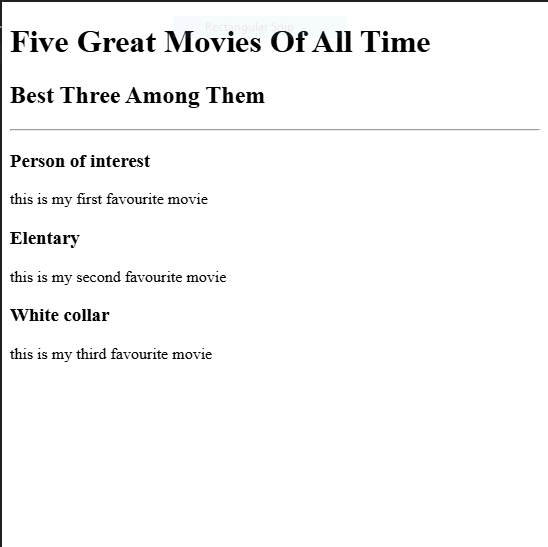 Rectangular Snip
Five Great Movies Of All Time
Best Three Among Them
Person of interest
this is my first favourite movie
Elentary
this is my second favourite movie
White collar
this is my third favourite movie